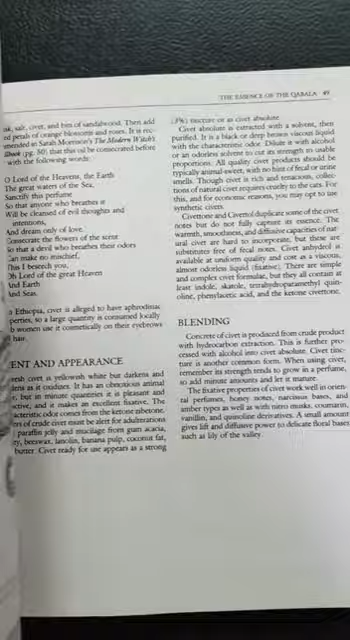 THE ESSENCE OF THE QABALA 49
salt, civet, and bits of sandalwood. Then add
ed petals of orange blossoms and roses. It is rec-
mmended in Sarah Morrison's The Modern Witch's
Book (pg. 80) that this oil be consecrated before
with the following words:
O Lord of the Heavens, the Earth
The great waters of the Sea,
Sanctify this perfume
So that anyone who breathes it
Will be cleansed of evil thoughts and
intentions,
And dream only of love.
Consecrate the flowers of the scent
So that a devil who breathes their odors
Can make no mischief,
This I beseech you,
Oh Lord of the great Heaven
And Earth
And Seas.
Ethiopia, civet is alleged to have aphrodisiac
perties, so a large quantity is consumed locally
women use it cosmetically on their eyebrows
hair.
ENT AND APPEARANCE
resh civet is yellowish white but darkens and
ens as it oxidizes. It has an obnoxious animal
r, but in minute quantities it is pleasant and
active, and it makes an excellent fixative. The
acteristic odor comes from the ketone zibetone.
rs of crude civet must be alert for adulterations
paraffin jelly and mucilage from gum acacia,
ey, beeswax, lanolin, banana pulp, coconut fat,
butter. Civet ready for use appears as a strong
(3%) tincture or as civet absolute.
Civet absolute is extracted with a solvent, then
purified. It is a black or deep brown viscous liquid
with the characteristic odor. Dilute it with alcohol
or an odorless solvent to cut its strength to usable
proportions. All quality civet products should be
typically animal-sweet, with no hint of fecal or urine
smells. Though civet is rich and tenacious, collec-
tions of natural civet requires cruelty to the cats. For
this, and for economic reasons, you may opt to use
synthetic civets.
Civettone and Civettol duplicate some of the civet
notes but do not fully capture its essence. The
warmth, smoothness, and diffusive capacities of nat-
ural civet are hard to incorporate, but these are
substitutes free of fecal notes. Civet anhydrol is
available at uniform quality and cost as a viscous,
almost odorless liquid (fixative). There are simple
and complex civet formulae, but they all contain at
least indole, skatole, tetrahydroparamethyl quin-
oline, phenylacetic acid, and the ketone civettone.
BLENDING
Concrete of civet is produced from crude product
with hydrocarbon extraction. This is further pro-
cessed with alcohol into civet absolute. Civet tinc-
ture is another common form. When using civet,
remember its strength tends to grow in a perfume,
so add minute amounts and let it mature.
The fixative properties of civet work well in orien-
tal perfumes, honey notes, narcissus bases, and
amber types as well as with nitro musks, coumarin,
vanillin, and quinoline derivatives. A small amount
gives lift and diffusive power to delicate floral bases
such as lily of the valley.